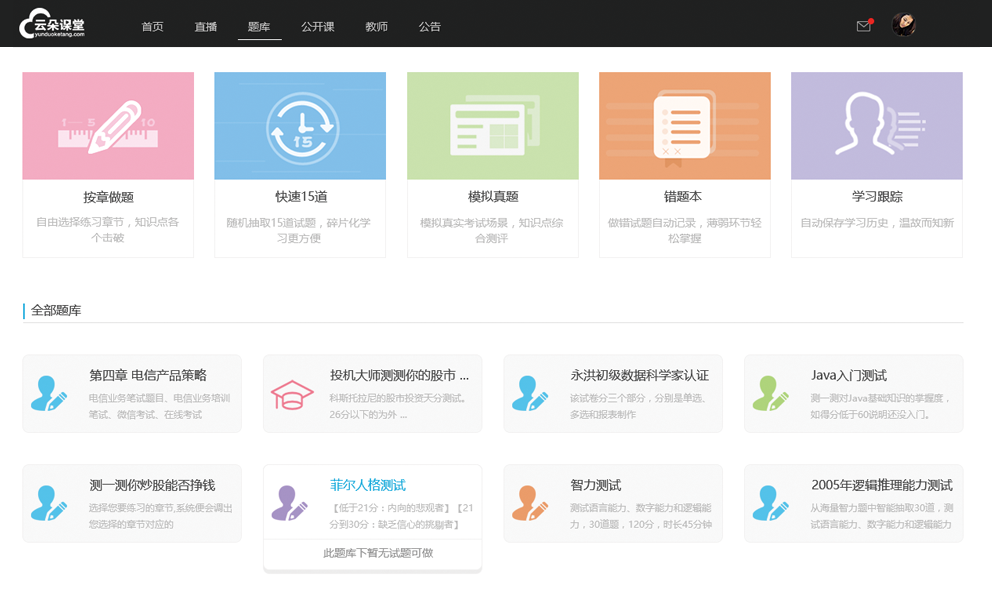 云朵课堂
yunduoketang.com
首页 直播 题库 公开课 教师 公告
1 5 10
15
按章做题
自由选择练习章节，知识点各
个击破
快速15道
随机抽取15道试题，碎片化学
习更方便
模拟真题
模拟真实考试场景，知识点综
合测评
错题本
做错试题自动记录，薄弱环节轻
松掌握
学习跟踪
自动保存学习历史，温故而知新
全部题库
第四章 电信产品策略
电信业务笔试题目、电信业务培训
笔试、微信考试、在线考试
投机大师测测你的股市 ...
科斯托拉尼的股市投资天分测试。
26分以下的为外 ...
永洪初级数据科学家认证
该试卷分三个部分，分别是单选、
多选和报表制作
Java入门测试
测一测对Java基础知识的掌握度，
如得分低于60说明还没入门。
测一测你炒股能否挣钱
选择您要练习的章节,系统便会调出
您选择的章节对应的
菲尔人格测试
【低于21分：内向的悲观者】【21
分到30分：缺乏信心的挑剔者】
此题库下暂无试题可做
智力测试
测试语言能力、数字能力和逻辑能
力，30道题，120分，时长45分钟
2005年逻辑推理能力测试
从海量智力题中智能抽取30道，测
试语言能力、数字能力和逻辑能力